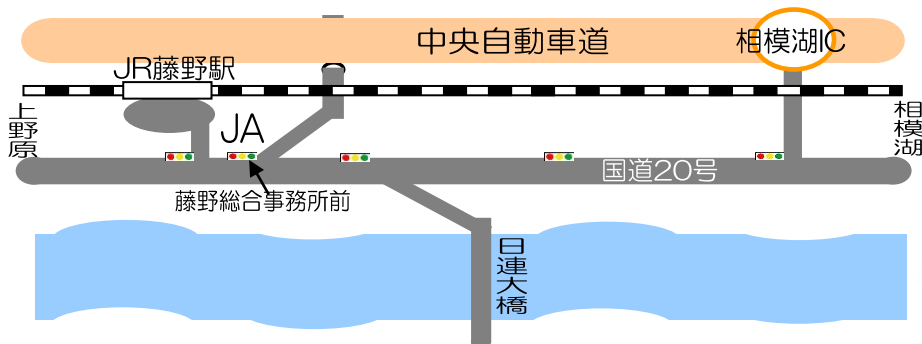 中央自動車道
相模湖IC
JR藤野駅
上野原
JA
相模湖
国道20号
藤野総合事務所前
日連大橋